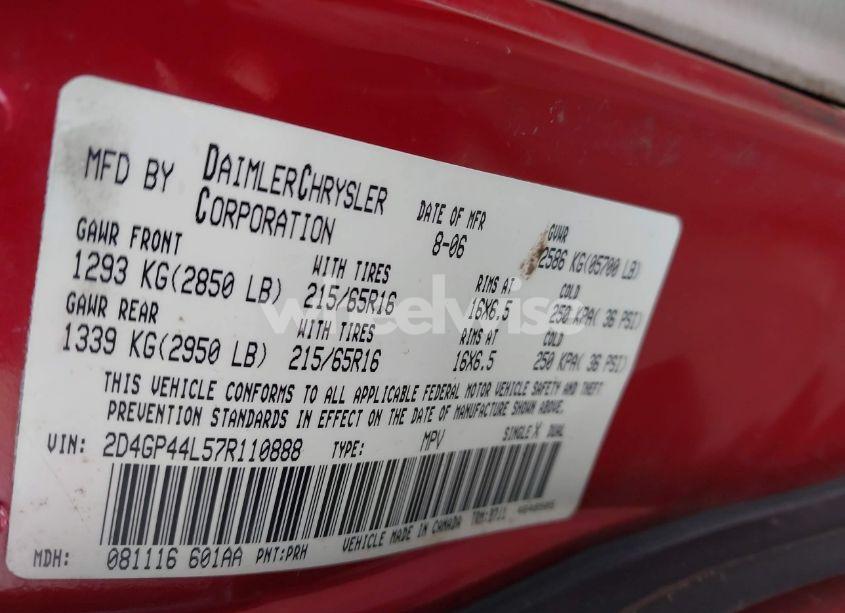 MFD BY DAIMLERCHRYSLER CORPORATION
DATE OF MFR 8-06
GVWR 2586 KG(05700 LB)
GAWR FRONT 1293 KG(2850 LB) WITH TIRES 215/65R16 RIMS AT 16X6.5 COLD 250 KPA( 36 PSI)
GAWR REAR 1339 KG(2950 LB) WITH TIRES 215/65R16 RIMS AT 16X6.5 COLD 250 KPA( 36 PSI)
THIS VEHICLE CONFORMS TO ALL APPLICABLE FEDERAL MOTOR VEHICLE SAFETY AND THEFT
PREVENTION STANDARDS IN EFFECT ON THE DATE OF MANUFACTURE SHOWN ABOVE.
VIN: 2D4GP44L57R110888 TYPE: MPV SINGLE X DUAL
MDH: 081116 601AA PNT:PRH VEHICLE MADE IN CANADA
wheelvise